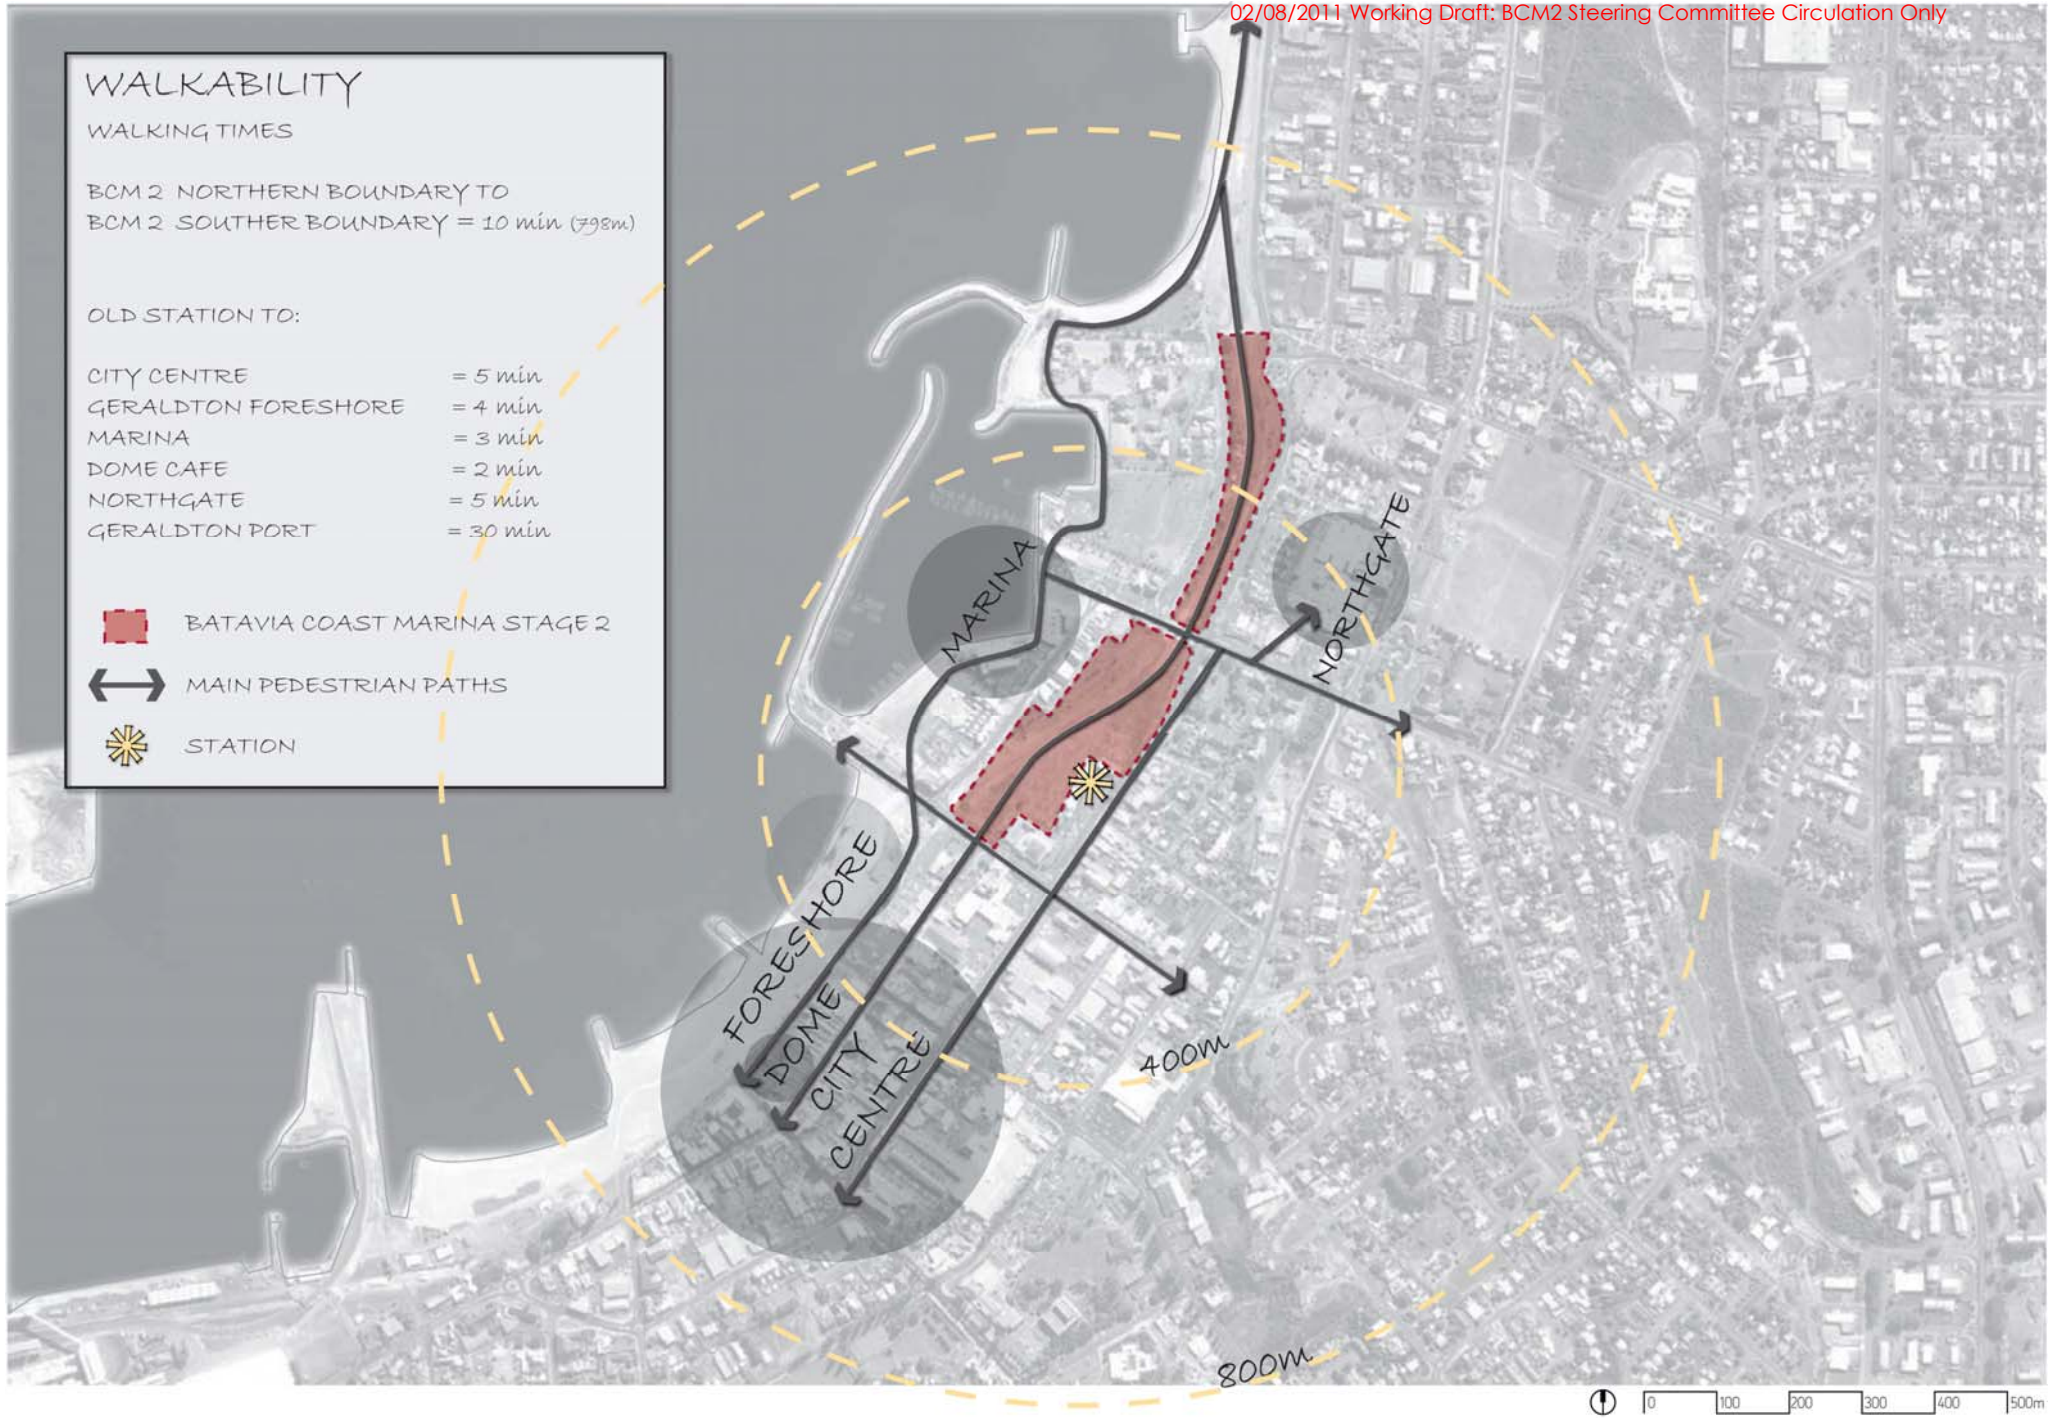 02/08/2011 Working Draft: BCM2 Steering Committee Circulation Only
WALKABILITY
WALKING TIMES
BCM 2 NORTHERN BOUNDARY TO
BCM 2 SOUTHER BOUNDARY = 10 min (798m)
OLD STATION TO:
CITY CENTRE = 5 min
GERALDTON FORESHORE = 4 min
MARINA = 3 min
DOME CAFE = 2 min
NORTHGATE = 5 min
GERALDTON PORT = 30 min
BATAVIA COAST MARINA STAGE 2
MAIN PEDESTRIAN PATHS
STATION
MARINA
NORTHGATE
FORESHORE
DOME
CITY
CENTRE
400m
800m
0 100 200 300 400 500m